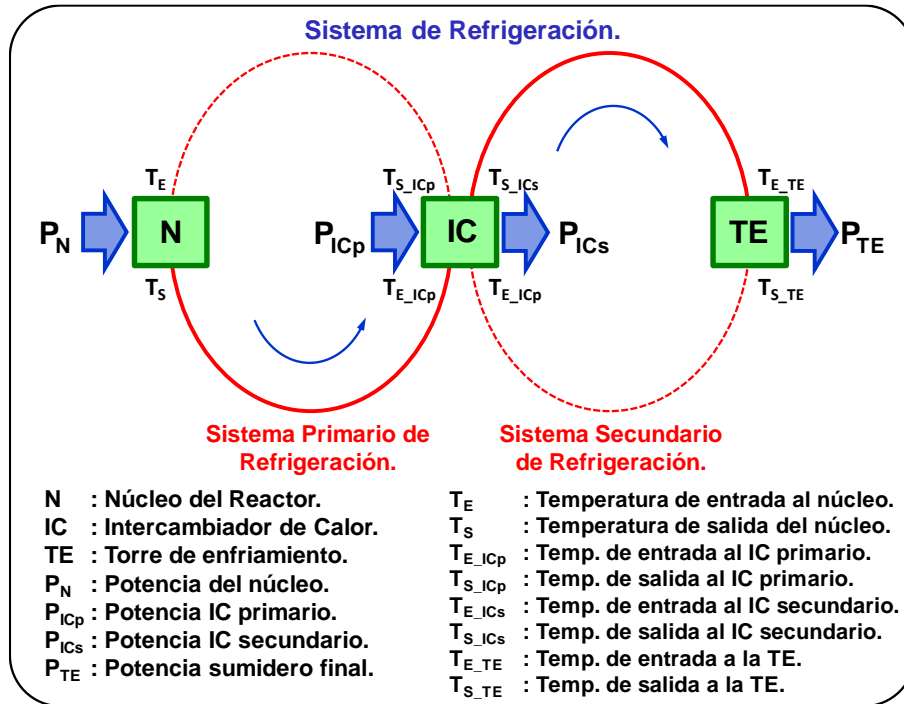 Sistema de Refrigeración.
T_E
T_S_ICp
T_S_ICs
T_E_TE
P_N
N
P_ICp
IC
P_ICs
TE
P_TE
T_S
T_E_ICp
T_E_ICp
T_S_TE
Sistema Primario de
Refrigeración.
Sistema Secundario
de Refrigeración.
N : Núcleo del Reactor.
IC : Intercambiador de Calor.
TE : Torre de enfriamiento.
P_N : Potencia del núcleo.
P_ICp : Potencia IC primario.
P_ICs : Potencia IC secundario.
P_TE : Potencia sumidero final.
T_E : Temperatura de entrada al núcleo.
T_S : Temperatura de salida del núcleo.
T_E_ICp : Temp. de entrada al IC primario.
T_S_ICp : Temp. de salida al IC primario.
T_E_ICs : Temp. de entrada al IC secundario.
T_S_ICs : Temp. de salida al IC secundario.
T_E_TE : Temp. de entrada a la TE.
T_S_TE : Temp. de salida a la TE.